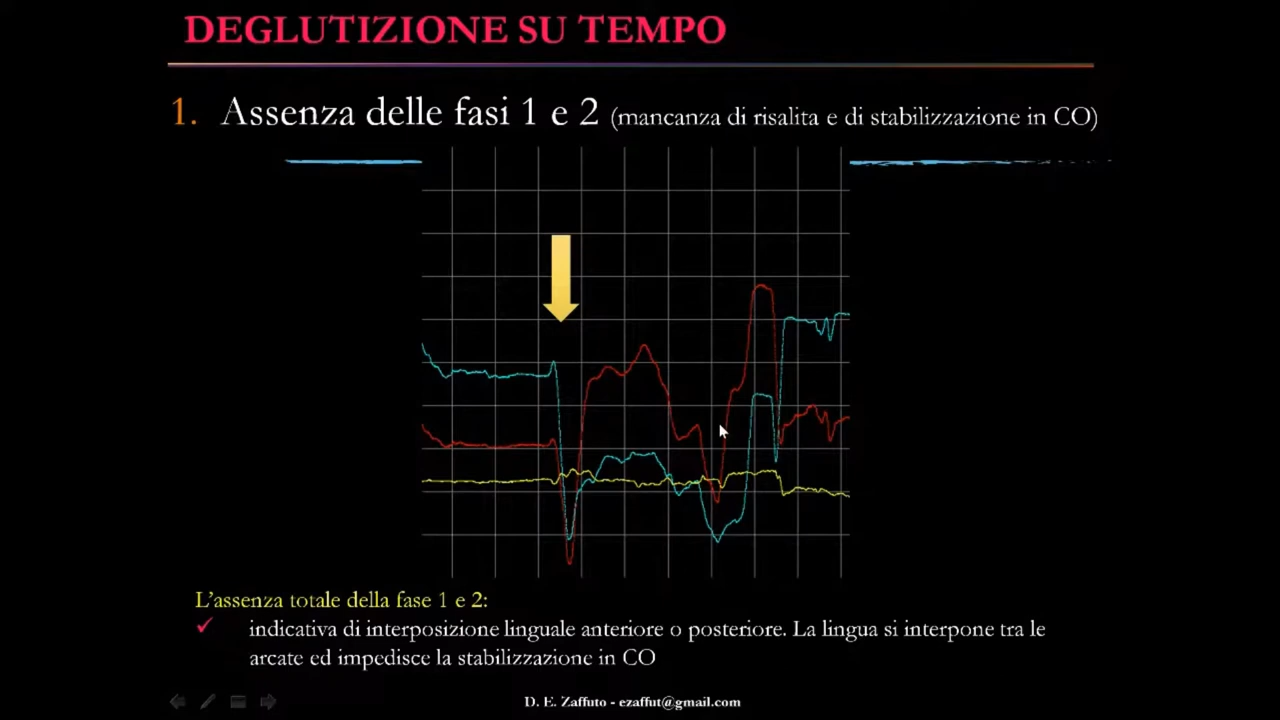 DEGLUTIZIONE SU TEMPO
1. Assenza delle fasi 1 e 2 (mancanza di risalita e di stabilizzazione in CO)
L'assenza totale della fase 1 e 2:
✓ indicativa di interposizione linguale anteriore o posteriore. La lingua si interpone tra le
arcate ed impedisce la stabilizzazione in CO
D. E. Zaffuto - ezaffut@gmail.com